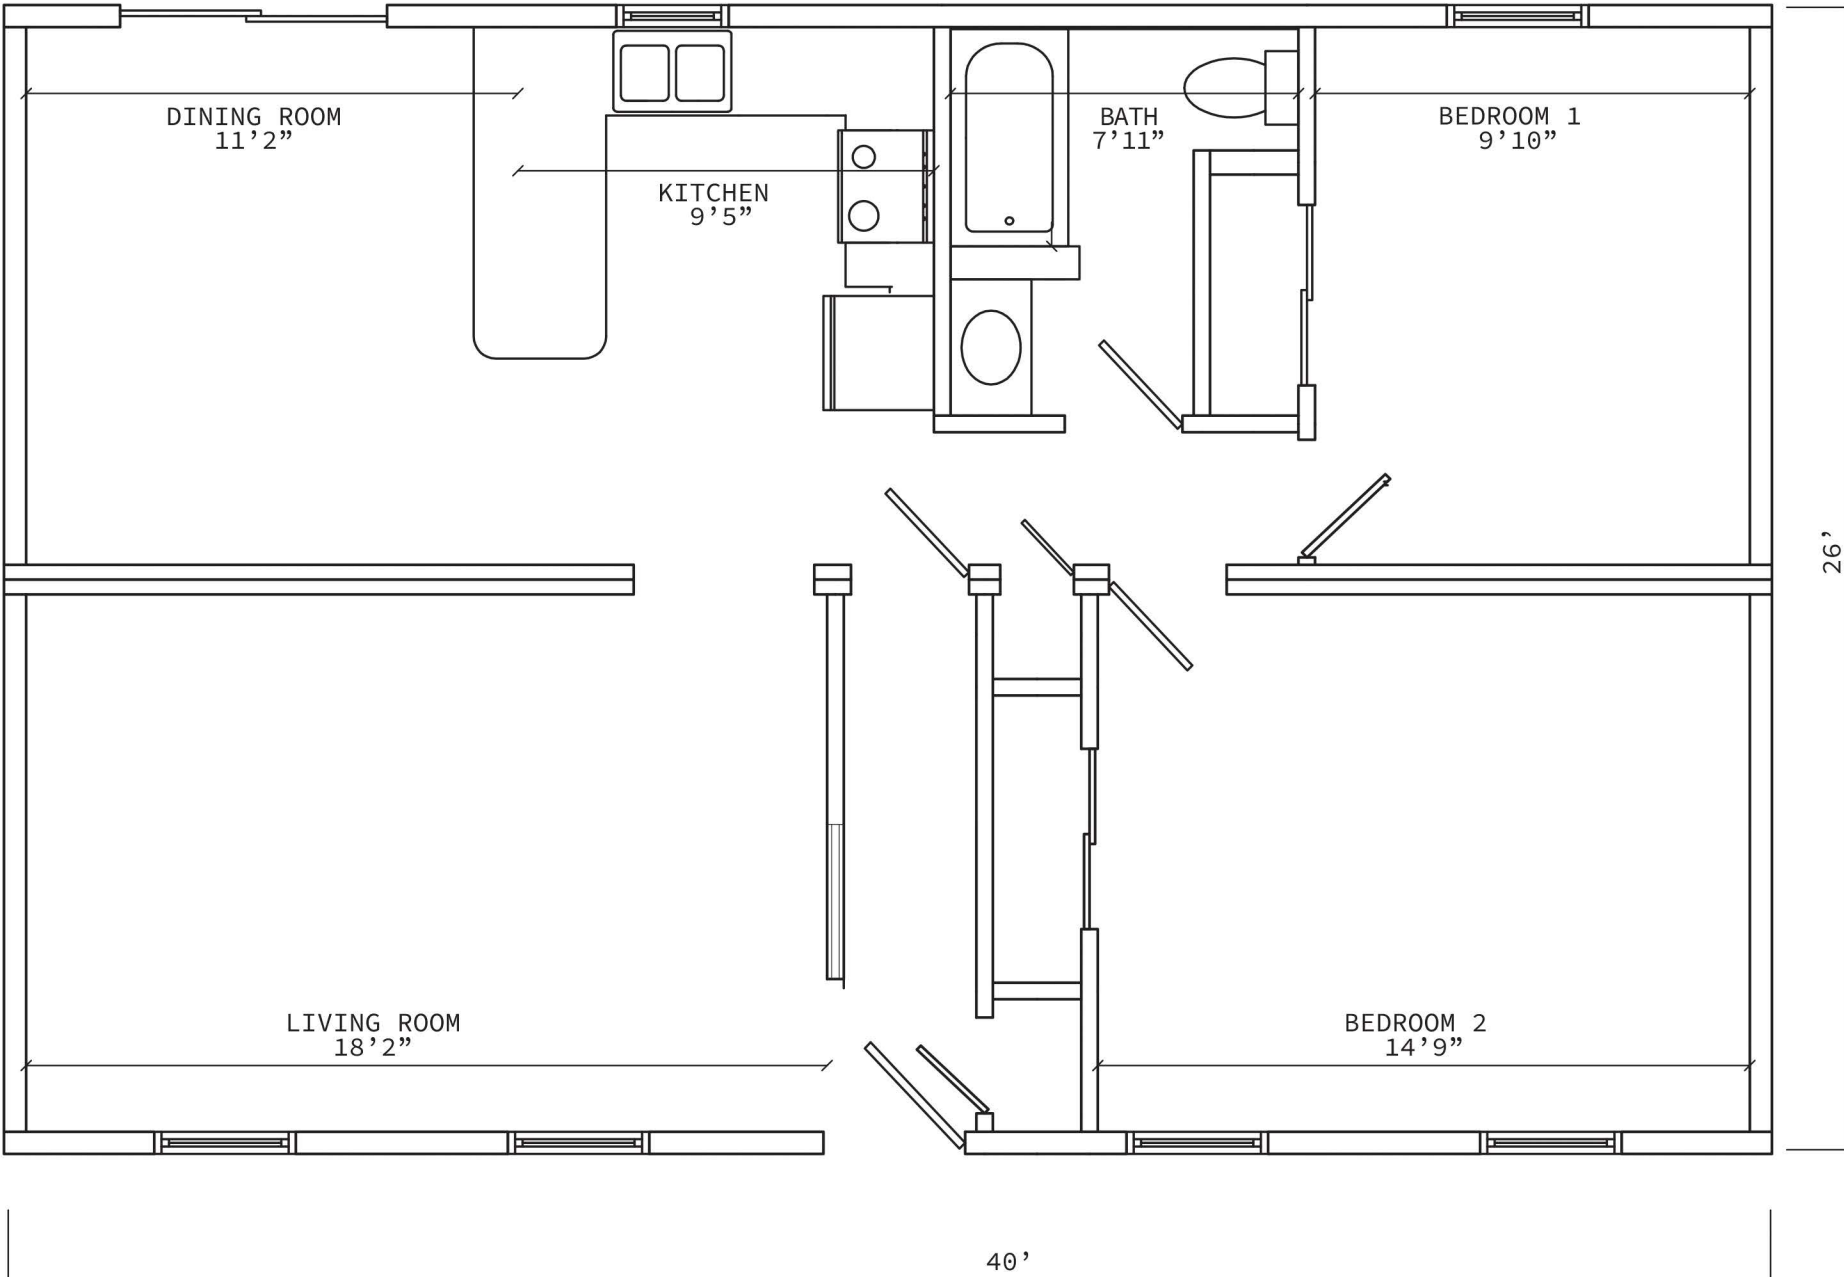 DINING ROOM
11’2”
KITCHEN
9’5”
BATH
7’11”
BEDROOM 1
9’10”
26’
LIVING ROOM
18’2”
BEDROOM 2
14’9”
40’